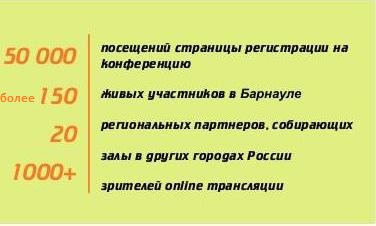 50 000
посещений страницы регистрации на
конференцию
более 150
живых участников в Барнауле
20
региональных партнеров, собирающих
залы в других городах России
1000+
зрителей online трансляции